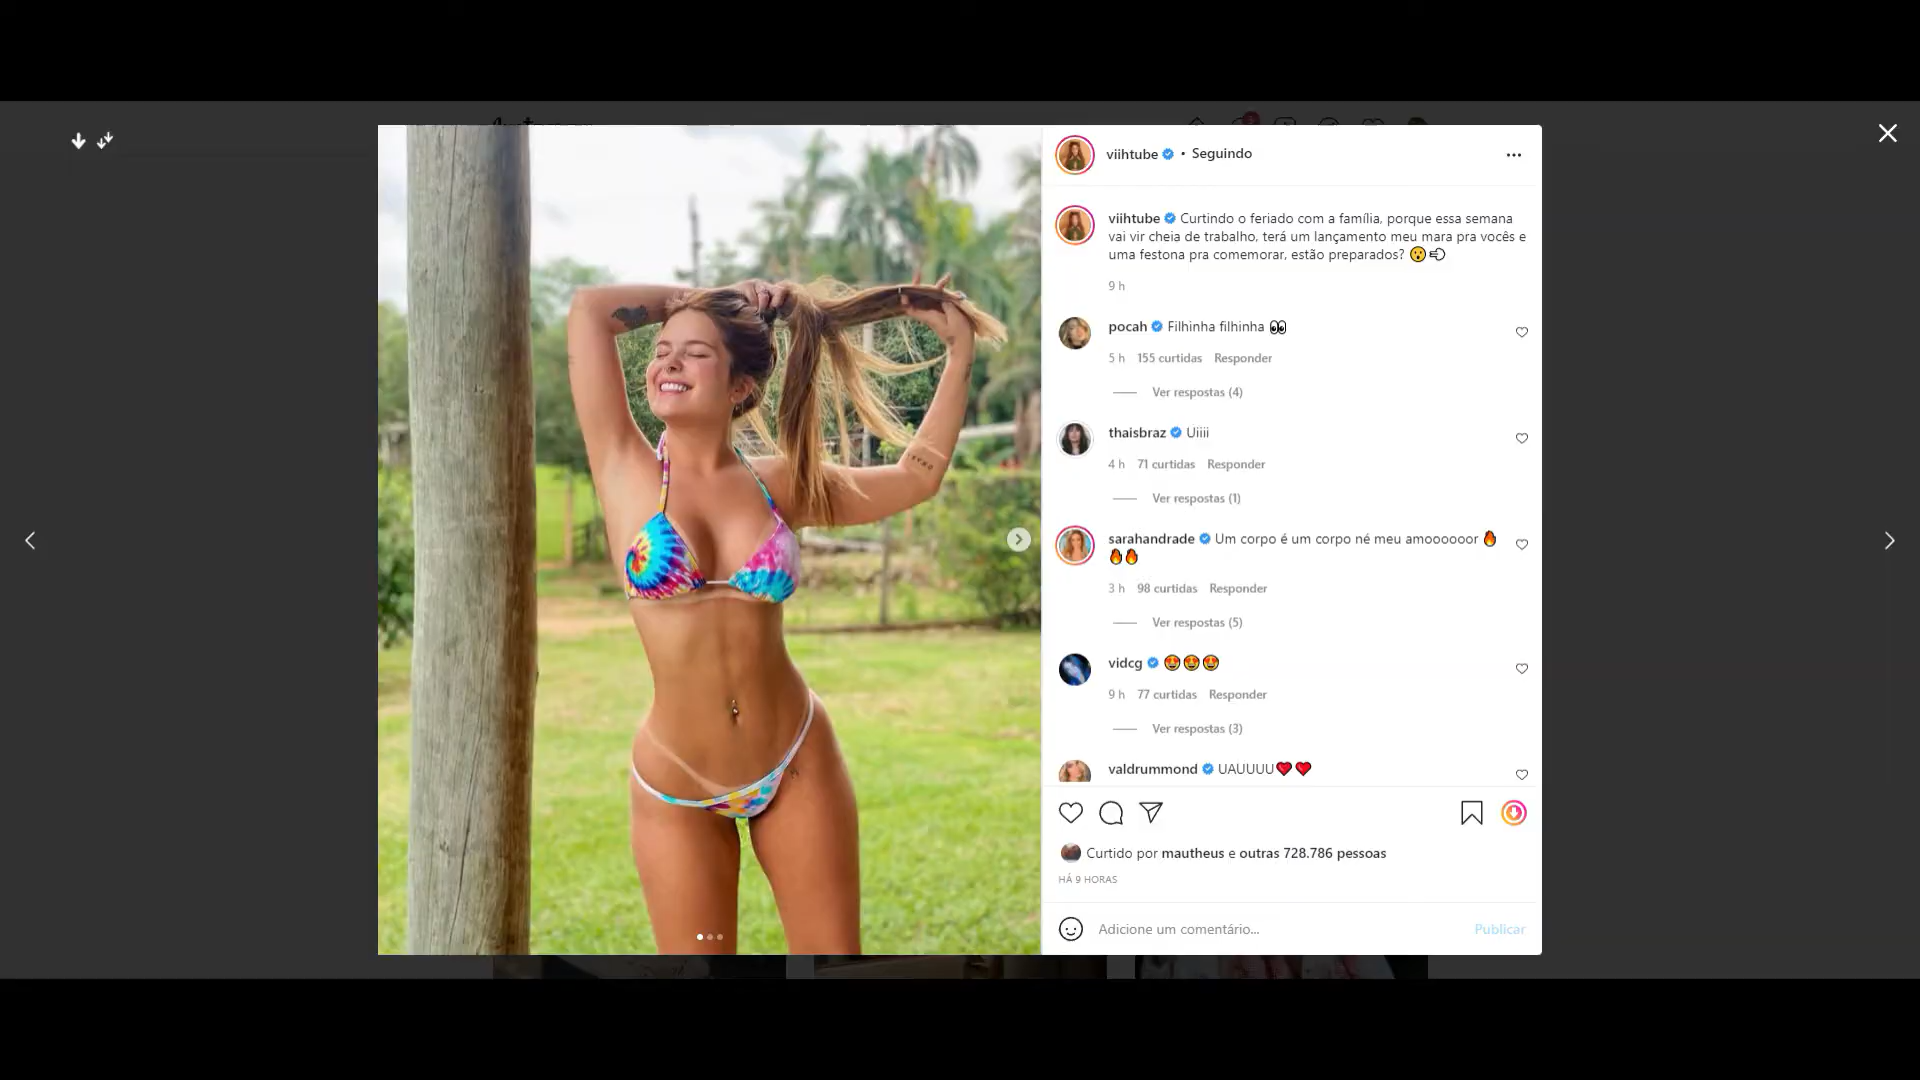 viihtube • Seguindo
viihtube Curtindo o feriado com a família, porque essa semana
vai vir cheia de trabalho, terá um lançamento meu mara pra vocês e
uma festona pra comemorar, estão preparados? 😮💨
9 h
pocah Filhinha filhinha 👀
5 h 155 curtidas Responder
Ver respostas (4)
thaisbraz Uiiii
4 h 71 curtidas Responder
Ver respostas (1)
sarahandrade Um corpo é um corpo né meu amoooooor 🔥
🔥🔥
3 h 98 curtidas Responder
Ver respostas (5)
vidcg 😍😍😍
9 h 77 curtidas Responder
Ver respostas (3)
valdrummond UAUUUU❤️❤️
Curtido por mautheus e outras 728.786 pessoas
HÁ 9 HORAS
Adicione um comentário...
Publicar